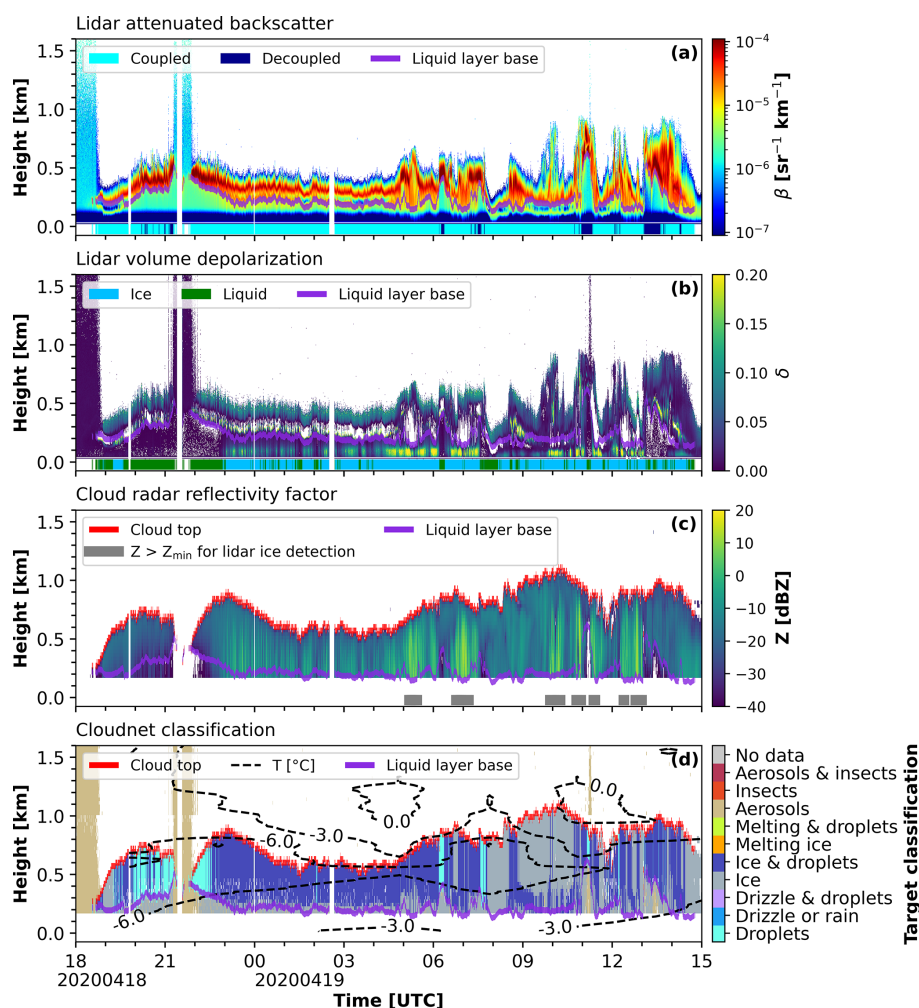 Lidar attenuated backscatter
(a)
Coupled Decoupled Liquid layer base
Height [km]
1.5
1.0
0.5
0.0
10⁻⁴
10⁻⁵
10⁻⁶
10⁻⁷
β [sr⁻¹ km⁻¹]
Lidar volume depolarization
(b)
Ice Liquid Liquid layer base
Height [km]
1.5
1.0
0.5
0.0
0.20
0.15
0.10
0.05
0.00
δ
Cloud radar reflectivity factor
(c)
Cloud top Liquid layer base
Z > Zmin for lidar ice detection
Height [km]
1.5
1.0
0.5
0.0
20
10
0
−10
−20
−30
−40
Z [dBZ]
Cloudnet classification
(d)
Cloud top T [°C] Liquid layer base
Height [km]
1.5
1.0
0.5
0.0
0.0
0.0
-3.0
-6.0
-6.0
-3.0
-3.0
No data
Aerosols & insects
Insects
Aerosols
Melting & droplets
Melting ice
Ice & droplets
Ice
Drizzle & droplets
Drizzle or rain
Droplets
Target classification
18 21 00 03 06 09 12 15
20200418 20200419
Time [UTC]